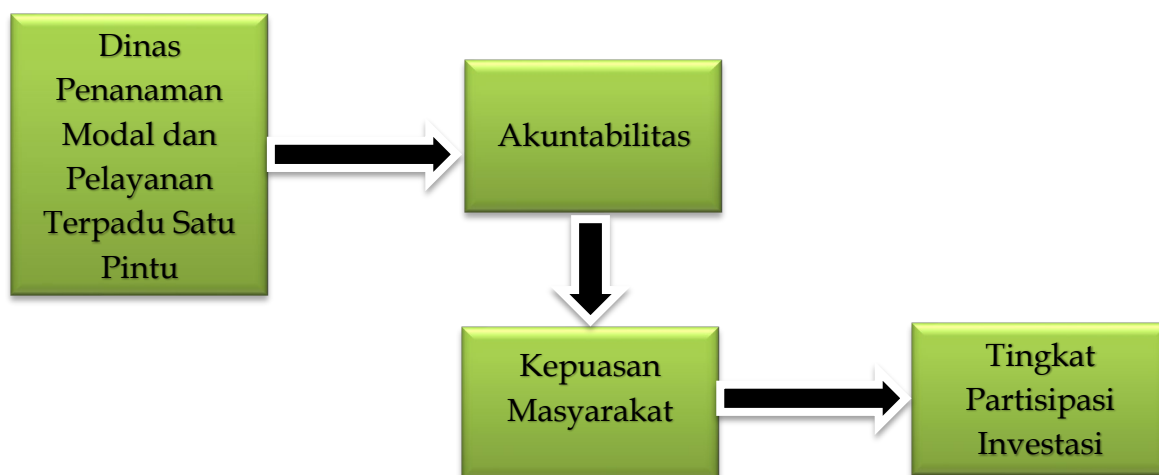 Dinas
Penanaman
Modal dan
Pelayanan
Terpadu Satu
Pintu
Akuntabilitas
Kepuasan
Masyarakat
Tingkat
Partisipasi
Investasi